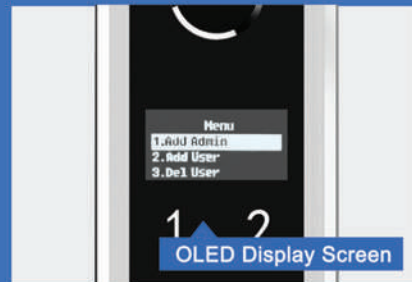 Menu
1.Add Admin
2.Add User
3.Del User
1 2
OLED Display Screen